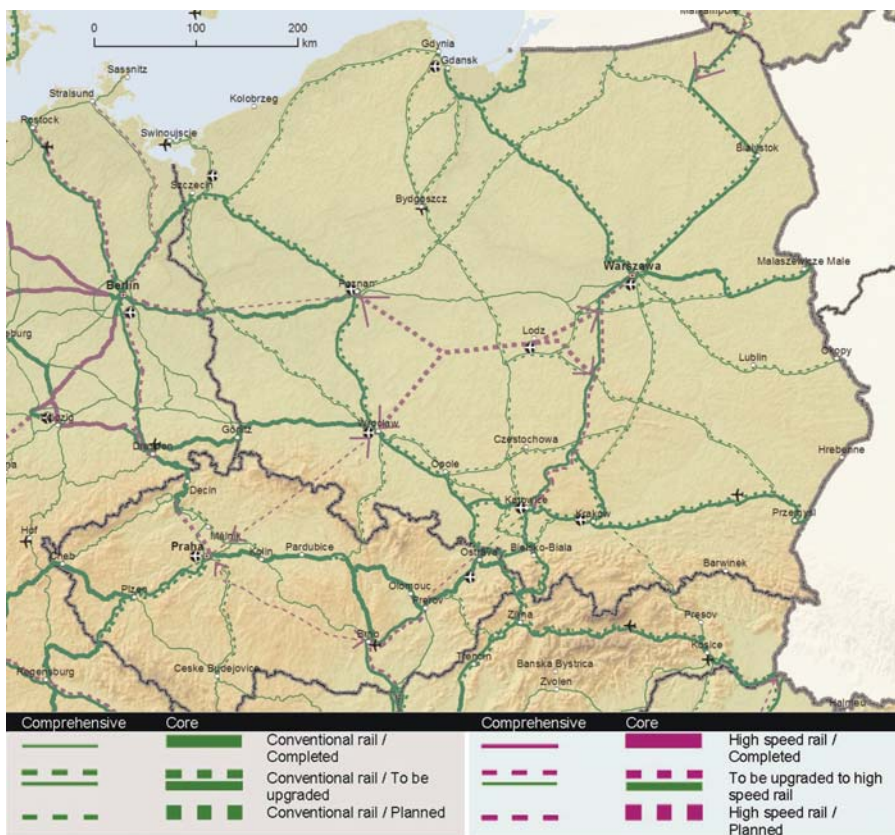 0 100 200
km
Gdynia
Gdansk
Sassnitz
Stralsund
Kolobrzeg
Rostock
Swinoujscie
Bialystok
Szczecin
Bydgoszcz
Malaszewicze Male
Warszawa
Berlin
Poznan
Lodz
Lublin
Okopy
Wroclaw
Görlitz
Dresden
Czestochowa
Opole
Hrebenne
Decin
Katowice
Krakow
Przemysl
Hof
Melnik
Praha
Kolin
Pardubice
Ostrava
Bielsko-Biala
Cheb
Barwinek
Plzen
Olomouc
Prerov
Zilina
Presov
Brno
Trencin
Kosice
Ceske Budejovice
Banska Bystrica
Regensburg
Zvolen
Halmeu
Comprehensive Core Comprehensive Core
Conventional rail / Completed
High speed rail / Completed
Conventional rail / To be upgraded
To be upgraded to high speed rail
Conventional rail / Planned
High speed rail / Planned